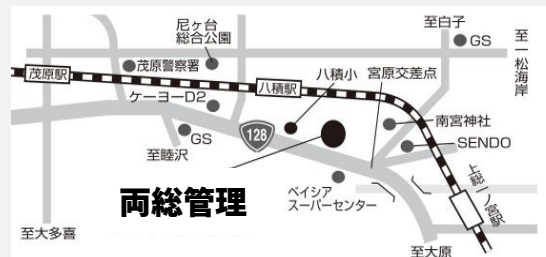 尼ヶ台
総合公園
至白子
GS
至一松海岸
茂原駅
茂原警察署
八積駅
八積小
宮原交差点
ケーヨーD2
南宮神社
GS
128
SENDO
至睦沢
両総管理
ベイシア
スーパーセンター
上総一ノ宮駅
至大多喜
至大原